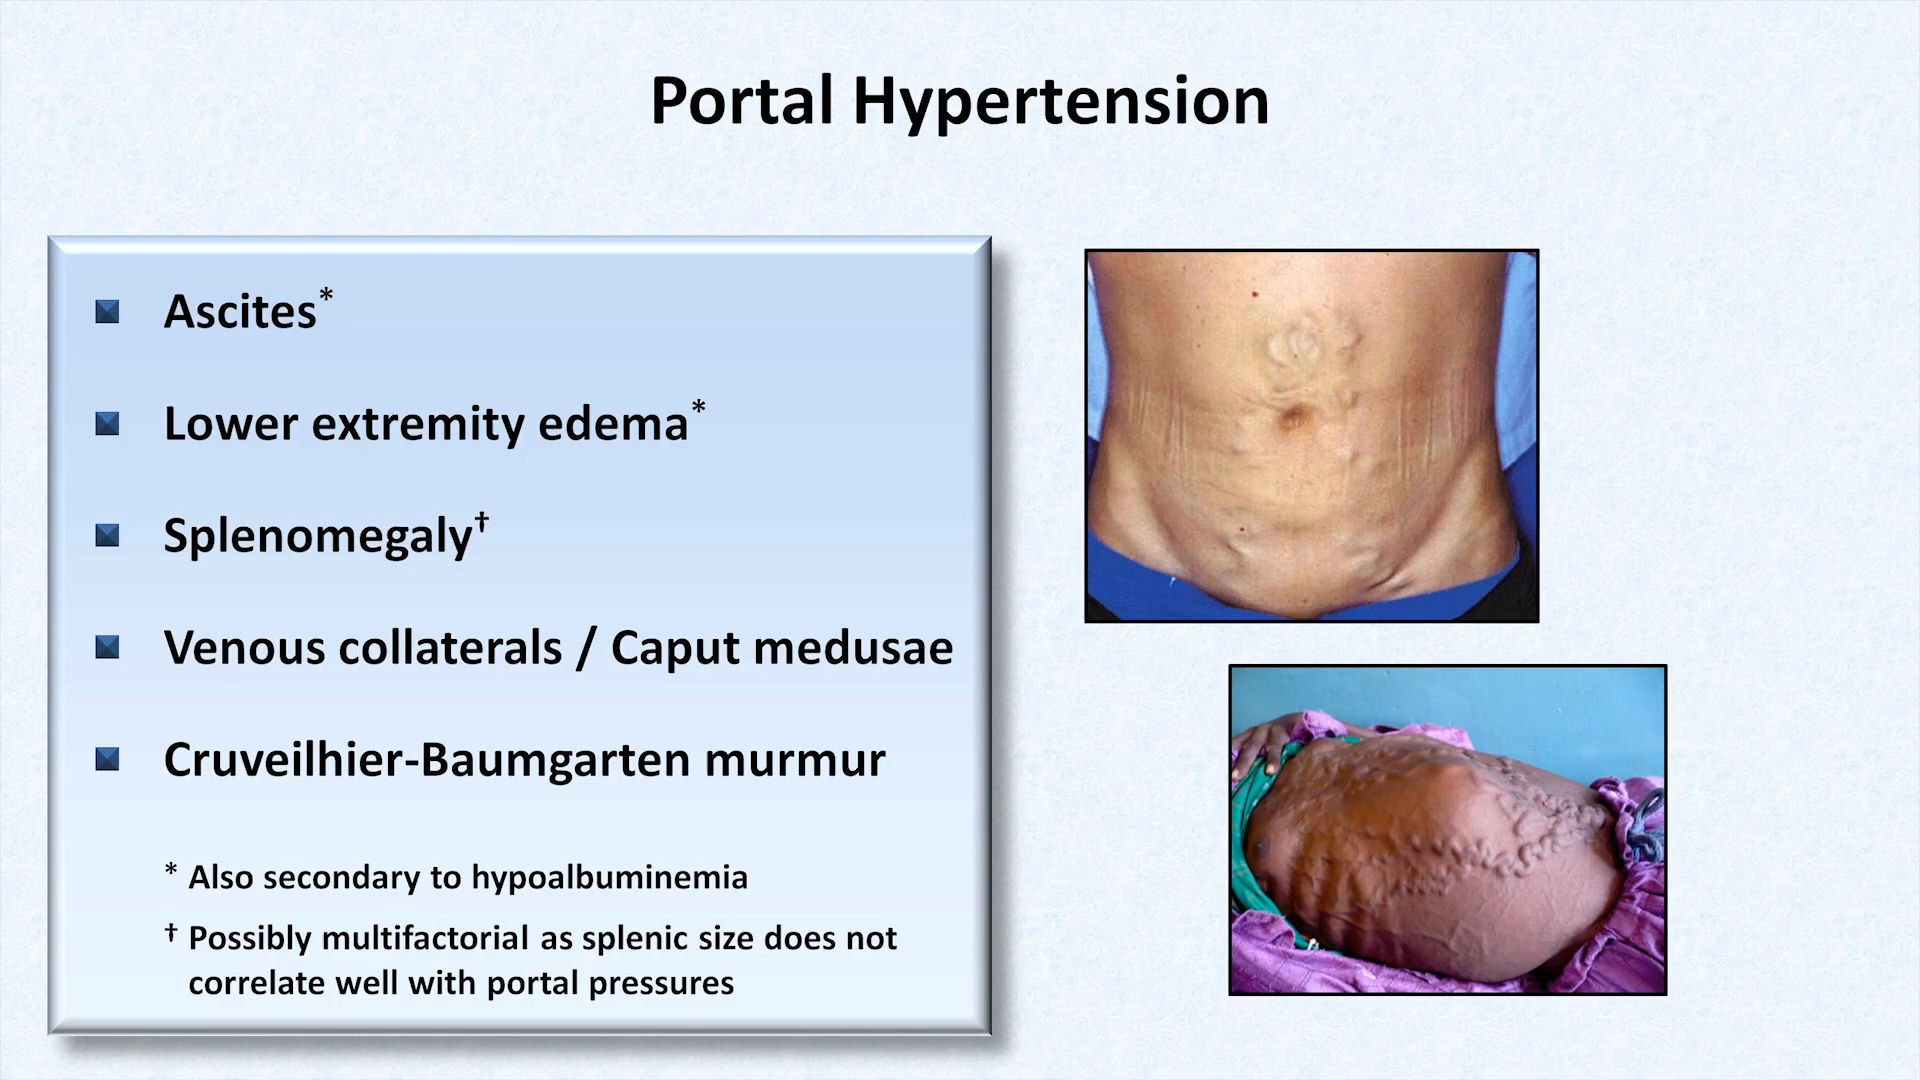 Portal Hypertension
Ascites*
Lower extremity edema*
Splenomegaly†
Venous collaterals / Caput medusae
Cruveilhier-Baumgarten murmur
* Also secondary to hypoalbuminemia
† Possibly multifactorial as splenic size does not
correlate well with portal pressures